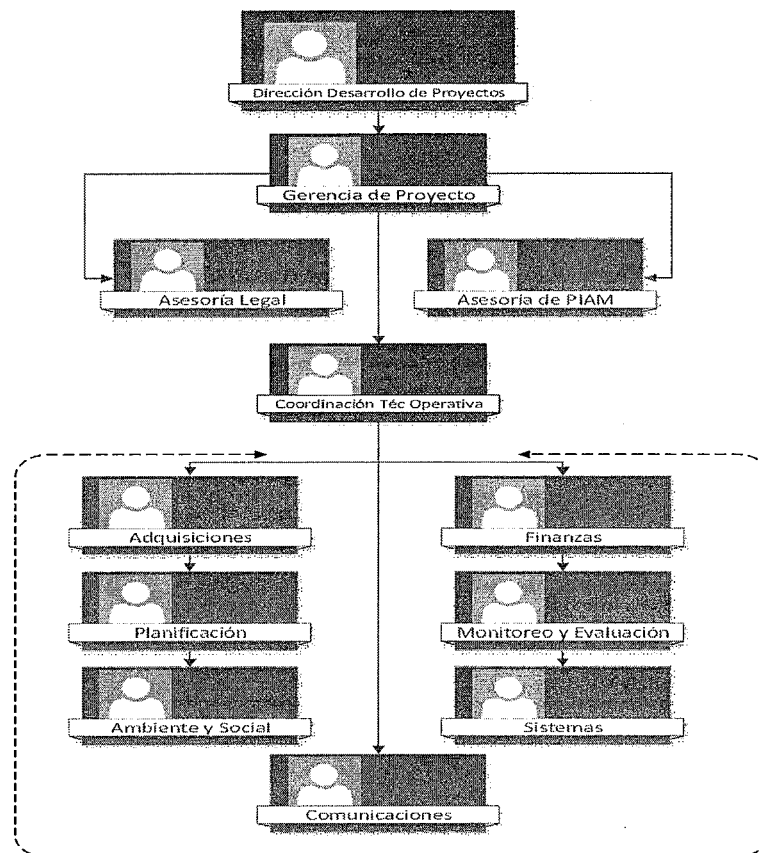 Dirección Desarrollo de Proyectos
Gerencia de Proyecto
Asesoría Legal
Asesoría de PIAM
Coordinación Téc Operativa
Adquisiciones
Finanzas
Planificación
Monitoreo y Evaluación
Ambiente y Social
Sistemas
Comunicaciones